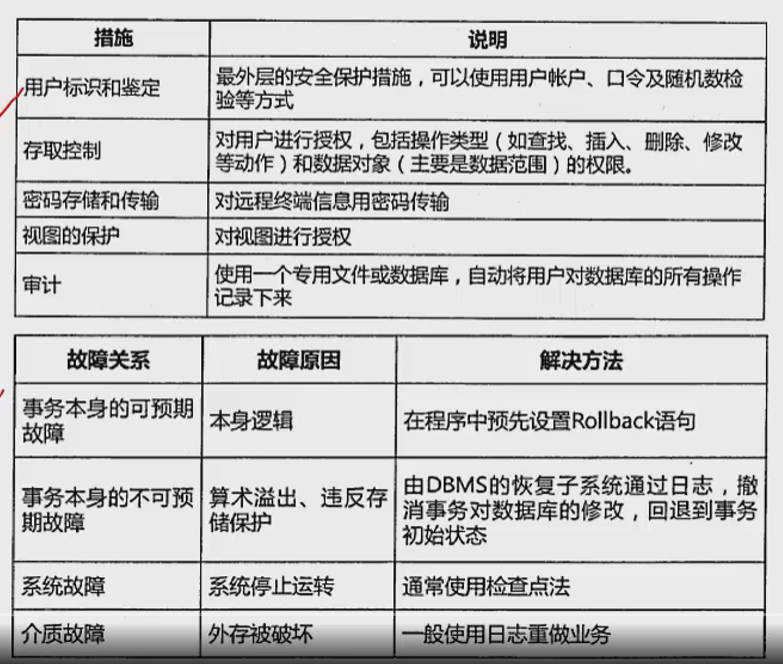 措施 说明
用户标识和鉴定 最外层的安全保护措施，可以使用用户帐户、口令及随机数检
验等方式
存取控制 对用户进行授权，包括操作类型（如查找、插入、删除、修改
等动作）和数据对象（主要是数据范围）的权限。
密码存储和传输 对远程终端信息用密码传输
视图的保护 对视图进行授权
审计 使用一个专用文件或数据库，自动将用户对数据库的所有操作
记录下来
故障关系 故障原因 解决方法
事务本身的可预期
故障
本身逻辑
在程序中预先设置Rollback语句
事务本身的不可预
期故障
算术溢出、违反存
储保护
由DBMS的恢复子系统通过日志，撤
消事务对数据库的修改，回退到事务
初始状态
系统故障 系统停止运转 通常使用检查点法
介质故障 外存被破坏 一般使用日志重做业务